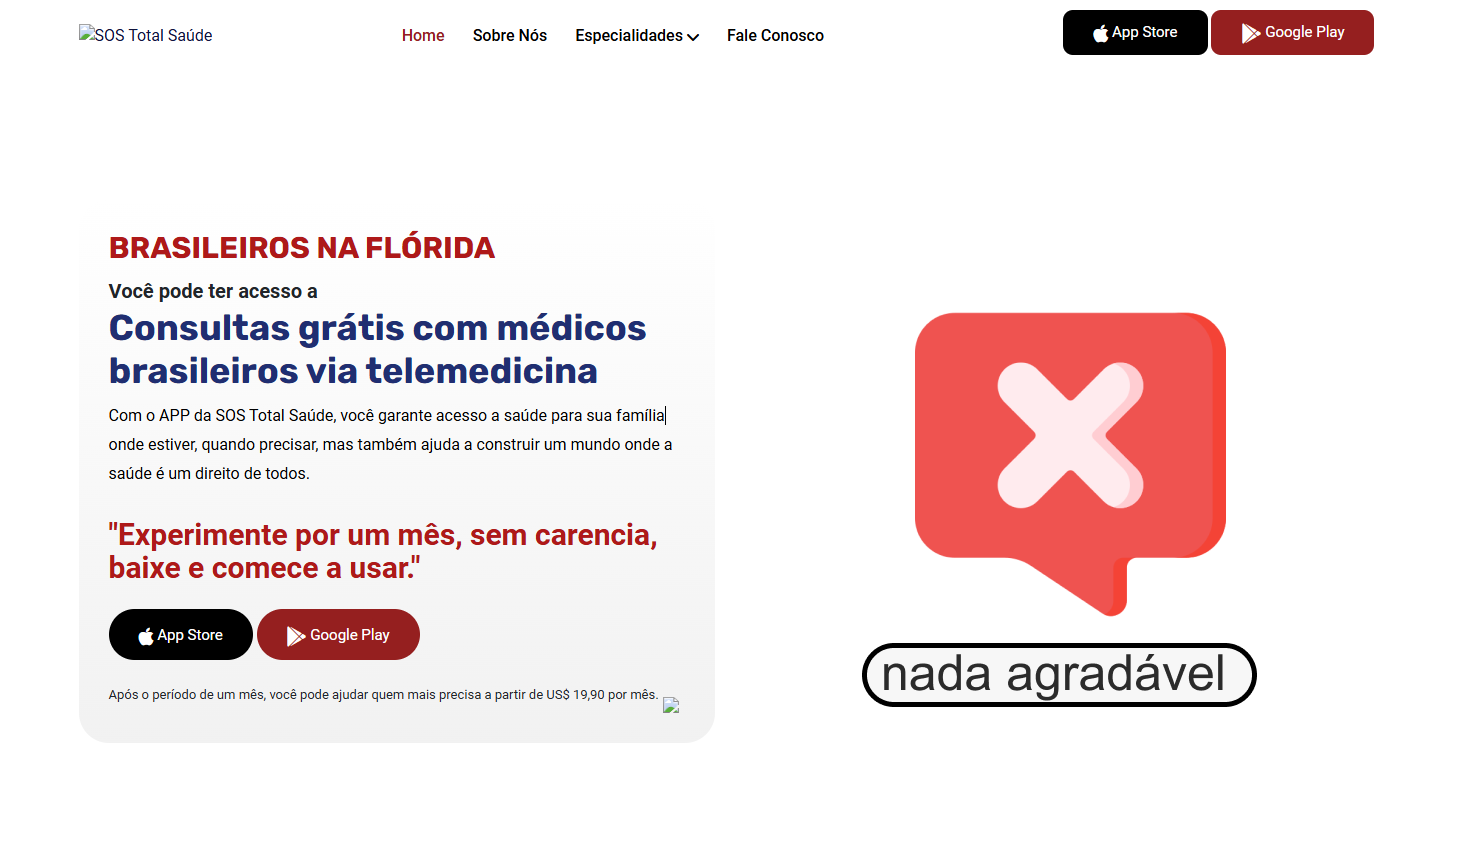 SOS Total Saúde
Home Sobre Nós Especialidades Fale Conosco
App Store Google Play
BRASILEIROS NA FLÓRIDA
Você pode ter acesso a
Consultas grátis com médicos
brasileiros via telemedicina
Com o APP da SOS Total Saúde, você garante acesso a saúde para sua família
onde estiver, quando precisar, mas também ajuda a construir um mundo onde a
saúde é um direito de todos.
"Experimente por um mês, sem carencia,
baixe e comece a usar."
App Store Google Play
Após o período de um mês, você pode ajudar quem mais precisa a partir de US$ 19,90 por mês.
nada agradável